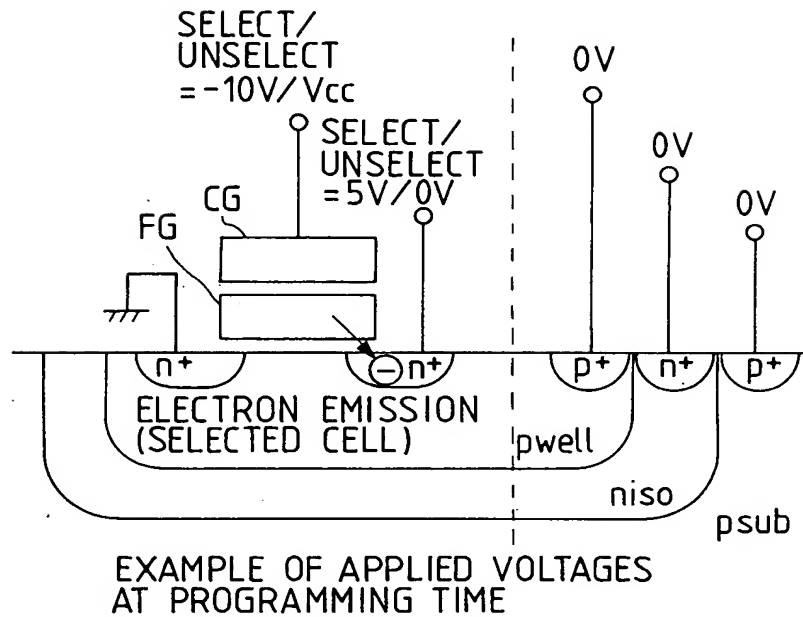 SELECT/
UNSELECT
=-10V/Vcc
SELECT/
UNSELECT
=5V/0V
0V
0V
0V
CG
FG
n+
− n+
p+
n+
p+
ELECTRON EMISSION
(SELECTED CELL)
pwell
niso
psub
EXAMPLE OF APPLIED VOLTAGES
AT PROGRAMMING TIME